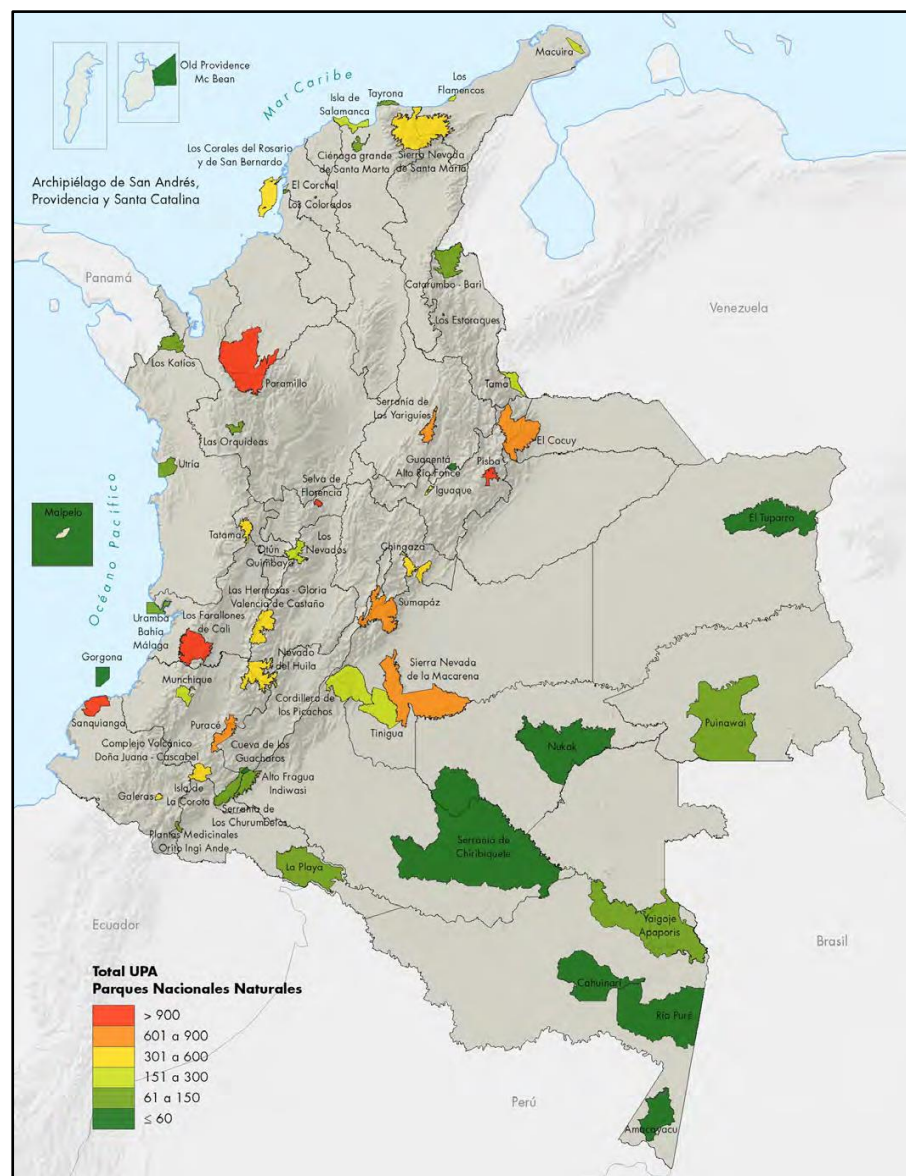 Old Providence
Mc Bean
Mar Caribe
Macuira
Los
Flamencos
Tayrona
Isla de
Salamanca
Los Corales del Rosario
y de San Bernardo
Ciénaga grande
de Santa Marta
Sierra Nevada
de Santa Marta
Archipiélago de San Andrés,
Providencia y Santa Catalina
El Corchal
Los Colorados
Panamá
Catatumbo - Barí
Venezuela
Los Estoraques
Los Katíos
Paramillo
Tamá
Serranía de
Los Yariguíes
Las Orquídeas
El Cocuy
Utría
Guanentá
Alto Río Fonce
Pisba
Iguaque
Selva de
Florencia
Malpelo
Océano Pacífico
El Tuparro
Tatamá
Otún
Quimbaya
Los
Nevados
Chingaza
Las Hermosas - Gloria
Valencia de Castaño
Sumapáz
Uramba
Bahía
Málaga
Los Farallones
de Cali
Gorgona
Nevado
del Huila
Sierra Nevada
de la Macarena
Munchique
Cordillera de
los Picachos
Sanquianga
Tinigua
Puinawai
Puracé
Nukak
Complejo Volcánico
Doña Juana - Cascabel
Cueva de los
Guacharos
Alto Fragua
Indiwasi
Isla de
La Corota
Galeras
Serranía de
Los Churumbelos
Plantas Medicinales
Orito Ingi Ande
Serranía de
Chiribiquete
La Playa
Yaigoje
Apaporis
Ecuador
Brasil
Cahuinarí
Río Puré
Perú
Amacayacu
Total UPA
Parques Nacionales Naturales
> 900
601 a 900
301 a 600
151 a 300
61 a 150
≤ 60